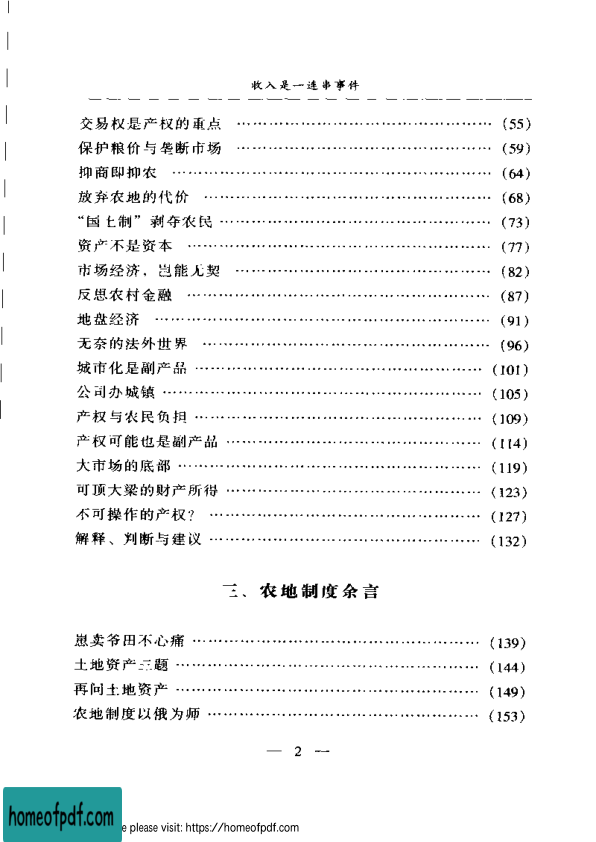 收入是一连串事件
交易权是产权的重点 ………………………………………… (55)
保护粮价与垄断市场 ………………………………………… (59)
抑商即抑农 ………………………………………… (64)
放弃农地的代价 ………………………………………… (68)
“国土制”剥夺农民 ………………………………………… (73)
资产不是资本 ………………………………………… (77)
市场经济,岂能无契 ………………………………………… (82)
反思农村金融 ………………………………………… (87)
地盘经济 ………………………………………… (91)
无奈的法外世界 ………………………………………… (96)
城市化是副产品 ………………………………………… (101)
公司办城镇 ………………………………………… (105)
产权与农民负担 ………………………………………… (109)
产权可能也是副产品 ………………………………………… (114)
大市场的底部 ………………………………………… (119)
可顶大梁的财产所得 ………………………………………… (123)
不可操作的产权? ………………………………………… (127)
解释、判断与建议 ………………………………………… (132)
三、农地制度余言
崽卖爷田不心痛 ………………………………………… (139)
土地资产三题 ………………………………………… (144)
再问土地资产 ………………………………………… (149)
农地制度以俄为师 ………………………………………… (153)
— 2 —
homeofpdf.com
e please visit: https://homeofpdf.com